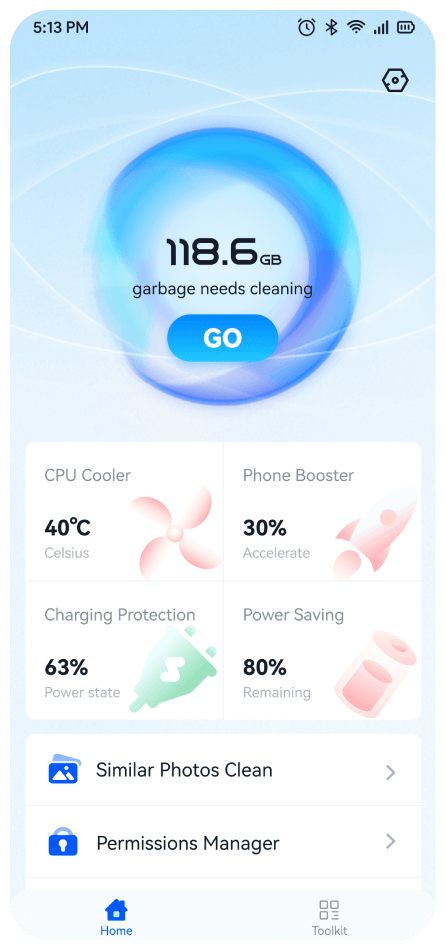 5:13 PM
118.6GB
garbage needs cleaning
GO
CPU Cooler
40℃
Celsius
Phone Booster
30%
Accelerate
Charging Protection
63%
Power state
Power Saving
80%
Remaining
Similar Photos Clean
Permissions Manager
Home
Toolkit